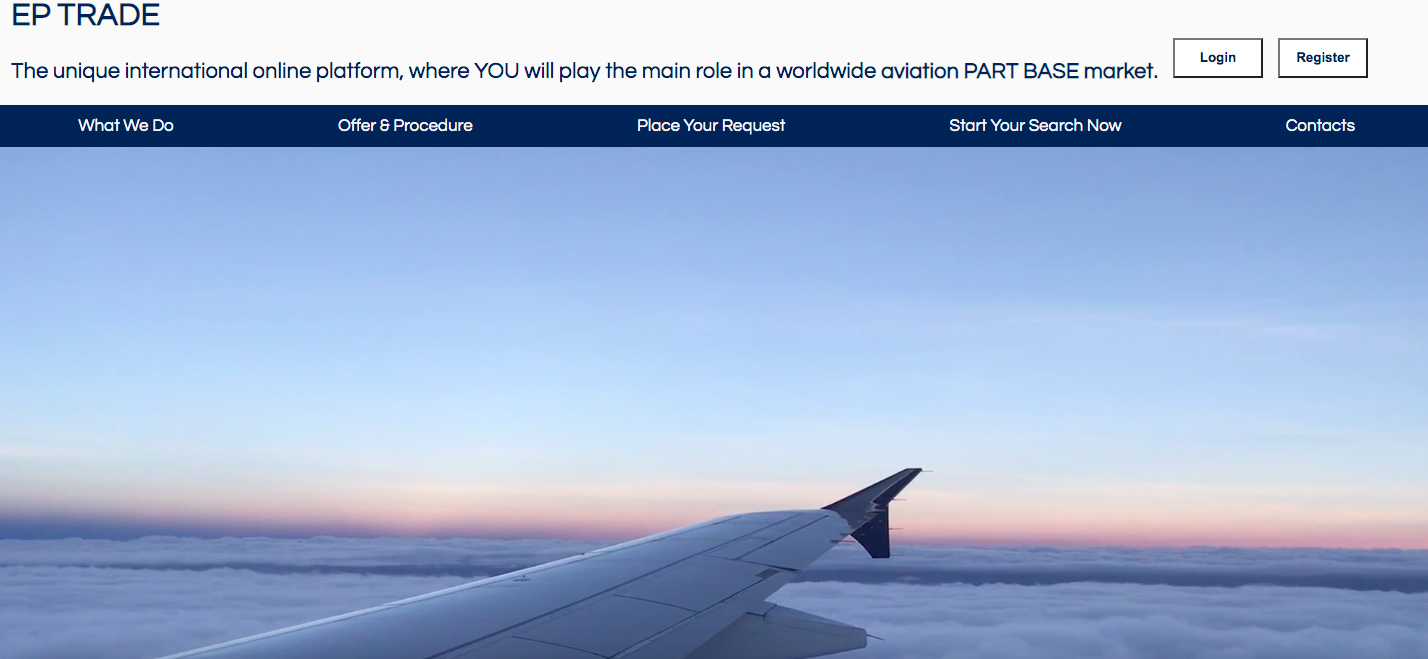 EP TRADE
The unique international online platform, where YOU will play the main role in a worldwide aviation PART BASE market.
Login
Register
What We Do
Offer & Procedure
Place Your Request
Start Your Search Now
Contacts